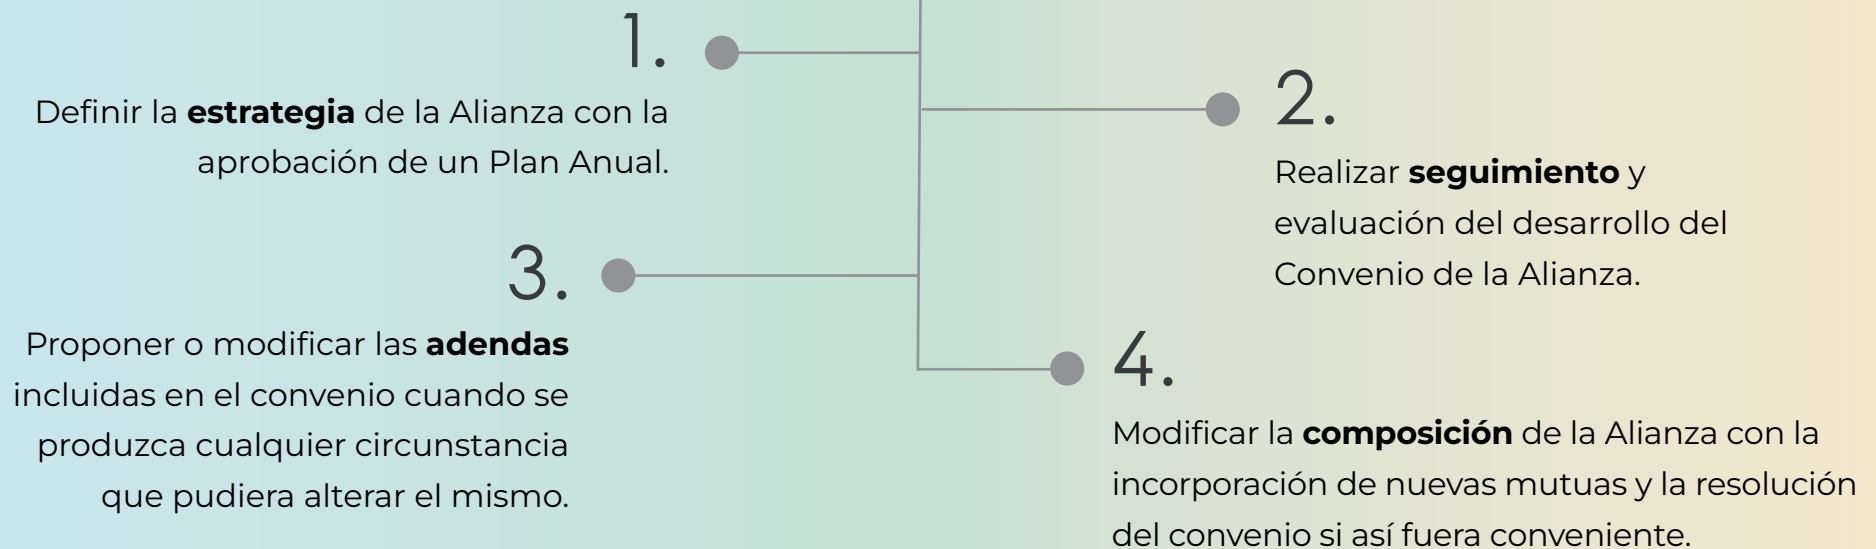 1.
Definir la estrategia de la Alianza con la
aprobación de un Plan Anual.
2.
Realizar seguimiento y
evaluación del desarrollo del
Convenio de la Alianza.
3.
Proponer o modificar las adendas
incluidas en el convenio cuando se
produzca cualquier circunstancia
que pudiera alterar el mismo.
4.
Modificar la composición de la Alianza con la
incorporación de nuevas mutuas y la resolución
del convenio si así fuera conveniente.